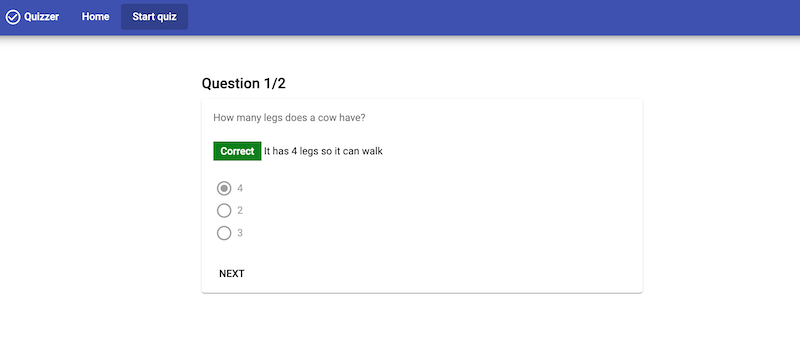 Quizzer Home Start quiz
Question 1/2
How many legs does a cow have?
Correct It has 4 legs so it can walk
4
2
3
NEXT